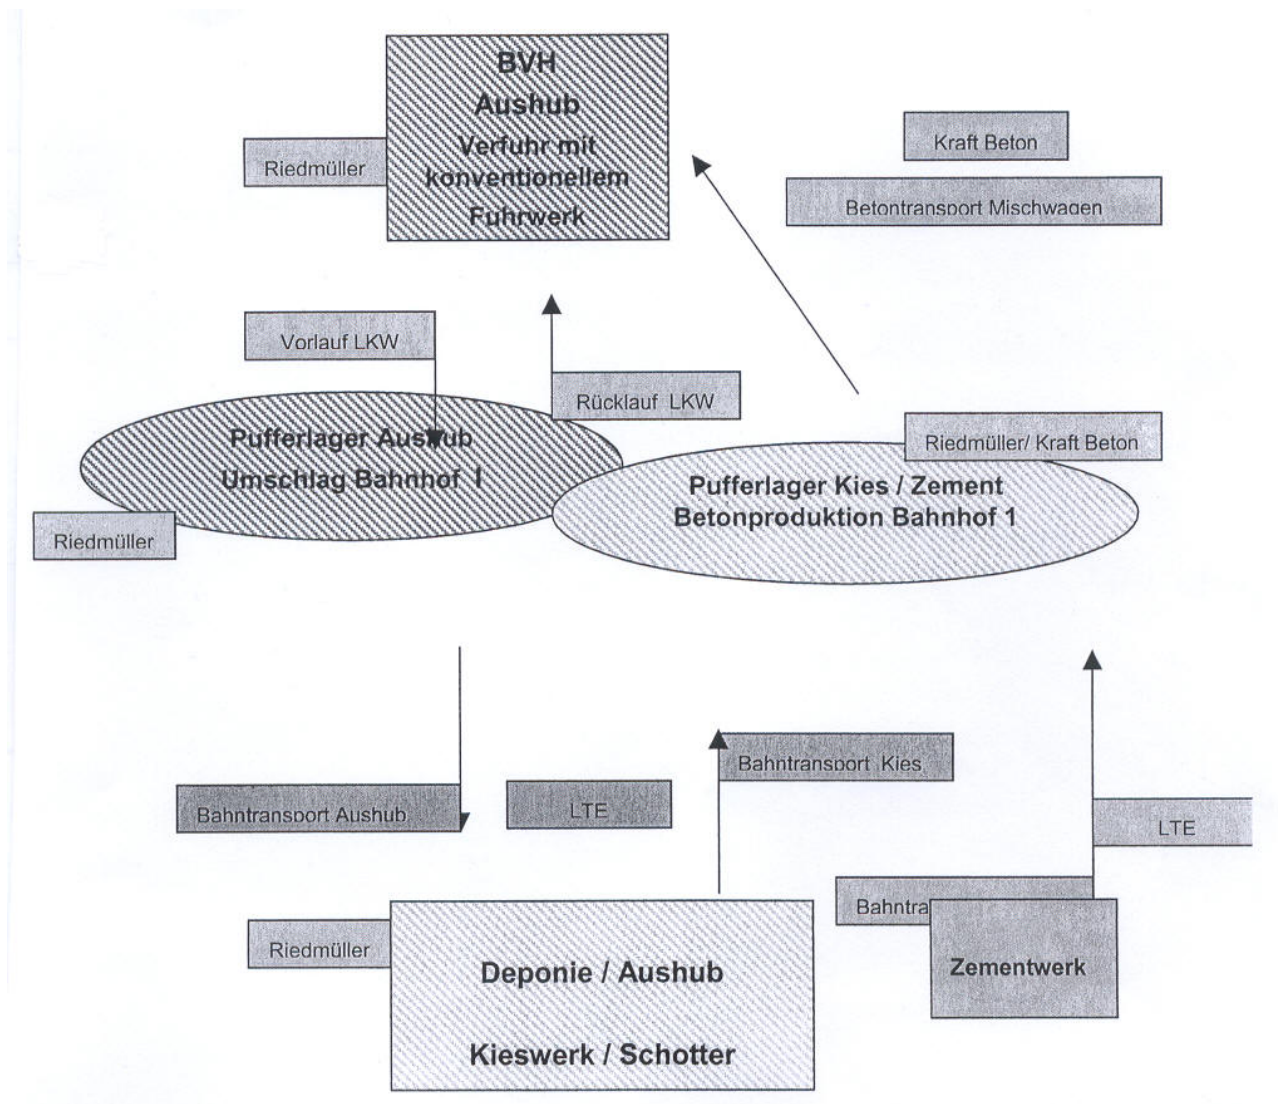 BVH
Aushub
Verfuhr mit
konventionellem
Fuhrwerk
Riedmüller
Kraft Beton
Betontransport Mischwagen
Vorlauf LKW
Rücklauf LKW
Pufferlager Aushub
Umschlag Bahnhof I
Riedmüller/ Kraft Beton
Pufferlager Kies / Zement
Betonproduktion Bahnhof 1
Riedmüller
Bahntransport Kies
Bahntransport Aushub
LTE
LTE
Bahntra
Riedmüller
Deponie / Aushub
Kieswerk / Schotter
Zementwerk